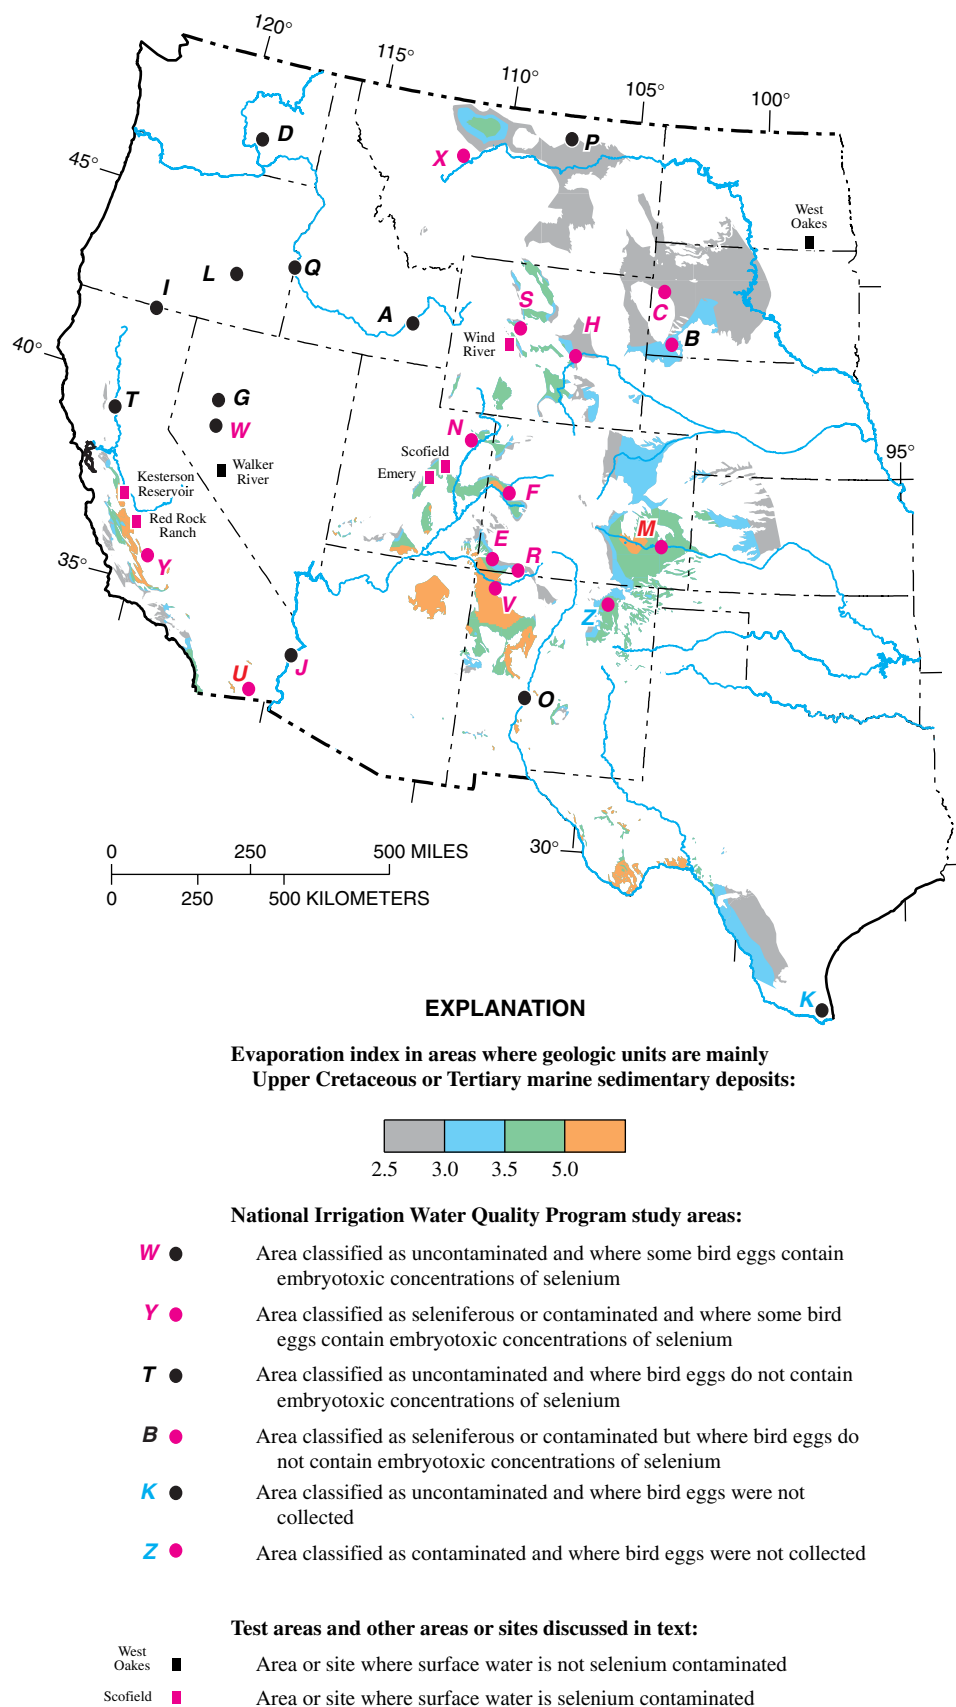 120°
115°
110°
105°
100°
45°
D
X
P
West
Oakes
L
Q
I
A
S
H
C
B
Wind
River
40°
T
G
W
N
Scofield
Emery
Walker
River
Kesterson
Reservoir
Red Rock
Ranch
95°
F
M
35°
Y
E
R
V
Z
U
J
O
30°
0 250 500 MILES
0 250 500 KILOMETERS
K
EXPLANATION
Evaporation index in areas where geologic units are mainly
Upper Cretaceous or Tertiary marine sedimentary deposits:
2.5 3.0 3.5 5.0
National Irrigation Water Quality Program study areas:
W Area classified as uncontaminated and where some bird eggs contain
embryotoxic concentrations of selenium
Y Area classified as seleniferous or contaminated and where some bird
eggs contain embryotoxic concentrations of selenium
T Area classified as uncontaminated and where bird eggs do not contain
embryotoxic concentrations of selenium
B Area classified as seleniferous or contaminated but where bird eggs do
not contain embryotoxic concentrations of selenium
K Area classified as uncontaminated and where bird eggs were not
collected
Z Area classified as contaminated and where bird eggs were not collected
Test areas and other areas or sites discussed in text:
West
Oakes Area or site where surface water is not selenium contaminated
Scofield Area or site where surface water is selenium contaminated